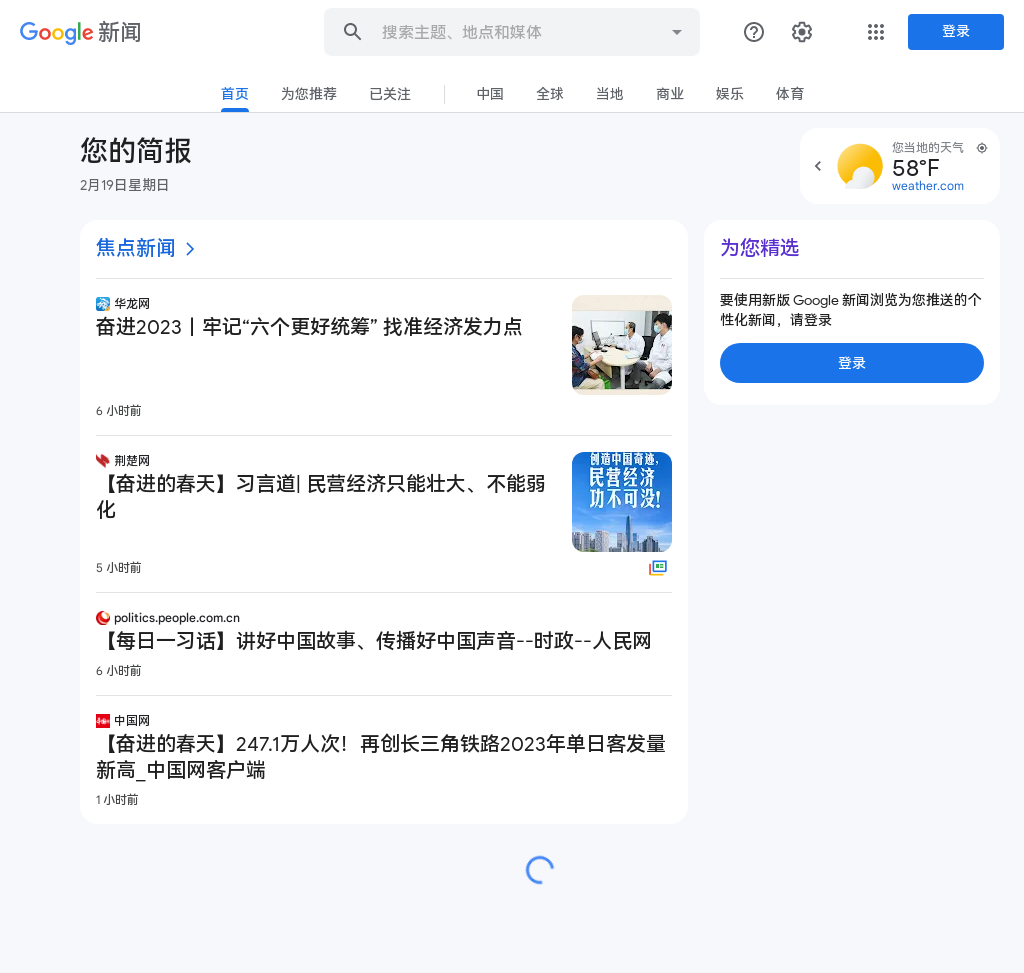 Google 新闻
搜索主题、地点和媒体
登录
首页 为您推荐 已关注 中国 全球 当地 商业 娱乐 体育
您的简报
2月19日星期日
您当地的天气
58°F
weather.com
焦点新闻
华龙网
奋进2023丨牢记“六个更好统筹” 找准经济发力点
6 小时前
荆楚网
【奋进的春天】习言道| 民营经济只能壮大、不能弱
化
创造中国奇迹,
民营经济
功不可没!
5 小时前
politics.people.com.cn
【每日一习话】讲好中国故事、传播好中国声音--时政--人民网
6 小时前
中国网
【奋进的春天】247.1万人次！再创长三角铁路2023年单日客发量
新高_中国网客户端
1 小时前
为您精选
要使用新版 Google 新闻浏览为您推送的个
性化新闻，请登录
登录